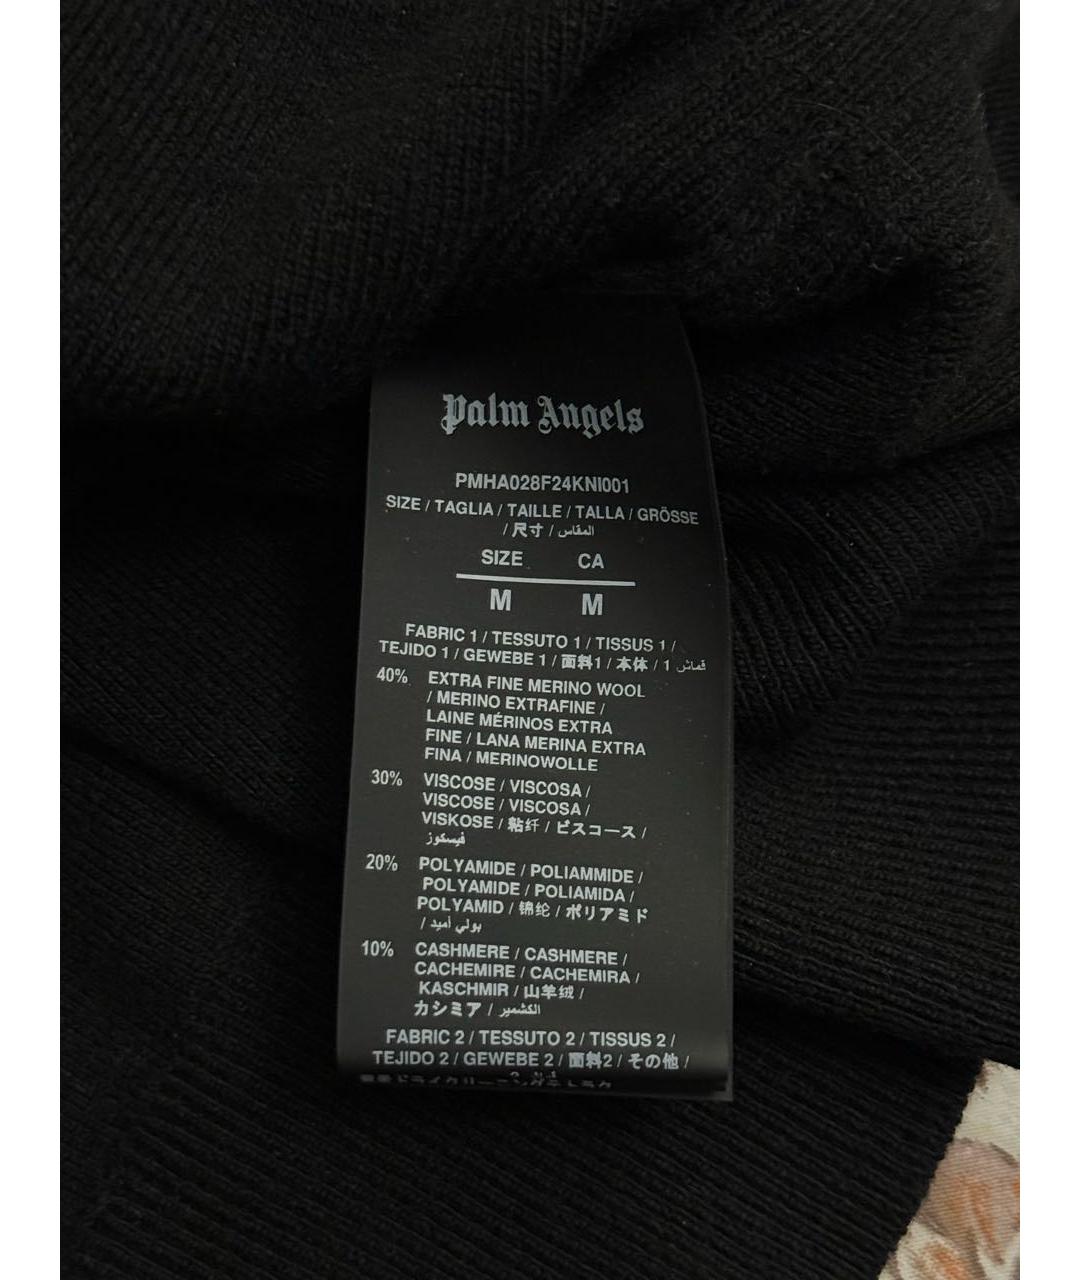 Palm Angels
PMHA028F24KNI001
SIZE / TAGLIA / TAILLE / TALLA / GRÖSSE
/ 尺寸 / المقاس
SIZE CA
M M
FABRIC 1 / TESSUTO 1 / TISSUS 1 /
TEJIDO 1 / GEWEBE 1 / 面料1 / 本体 / 1 قماش
40% EXTRA FINE MERINO WOOL
/ MERINO EXTRAFINE /
LAINE MÉRINOS EXTRA
FINE / LANA MERINA EXTRA
FINA / MERINOWOLLE
30% VISCOSE / VISCOSA /
VISCOSE / VISCOSA /
VISKOSE / 粘纤 / ビスコース /
فيسكوز
20% POLYAMIDE / POLIAMMIDE /
POLYAMIDE / POLIAMIDA /
POLYAMID / 锦纶 / ポリアミド
/ بولي أميد
10% CASHMERE / CASHMERE /
CACHEMIRE / CACHEMIRA /
KASCHMIR / 山羊绒 /
カシミア / الكشمير
FABRIC 2 / TESSUTO 2 / TISSUS 2 /
TEJIDO 2 / GEWEBE 2 / 面料2 / その他 /